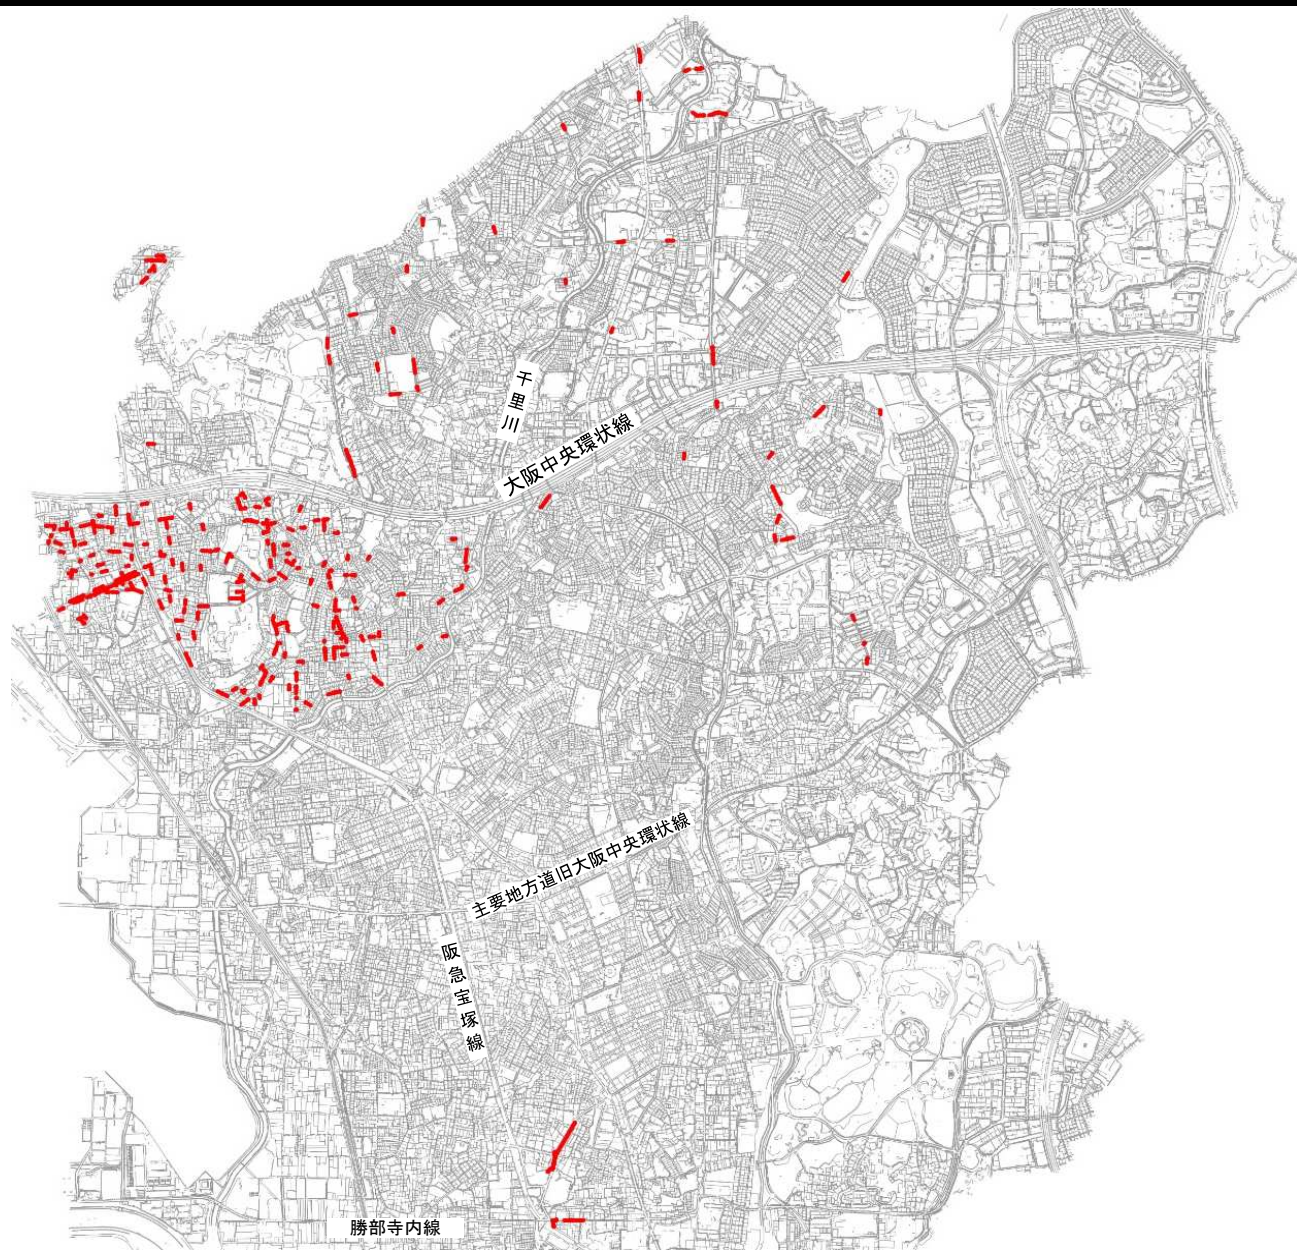 千里川
大阪中央環状線
主要地方道旧大阪中央環状線
阪急宝塚線
勝部寺内線